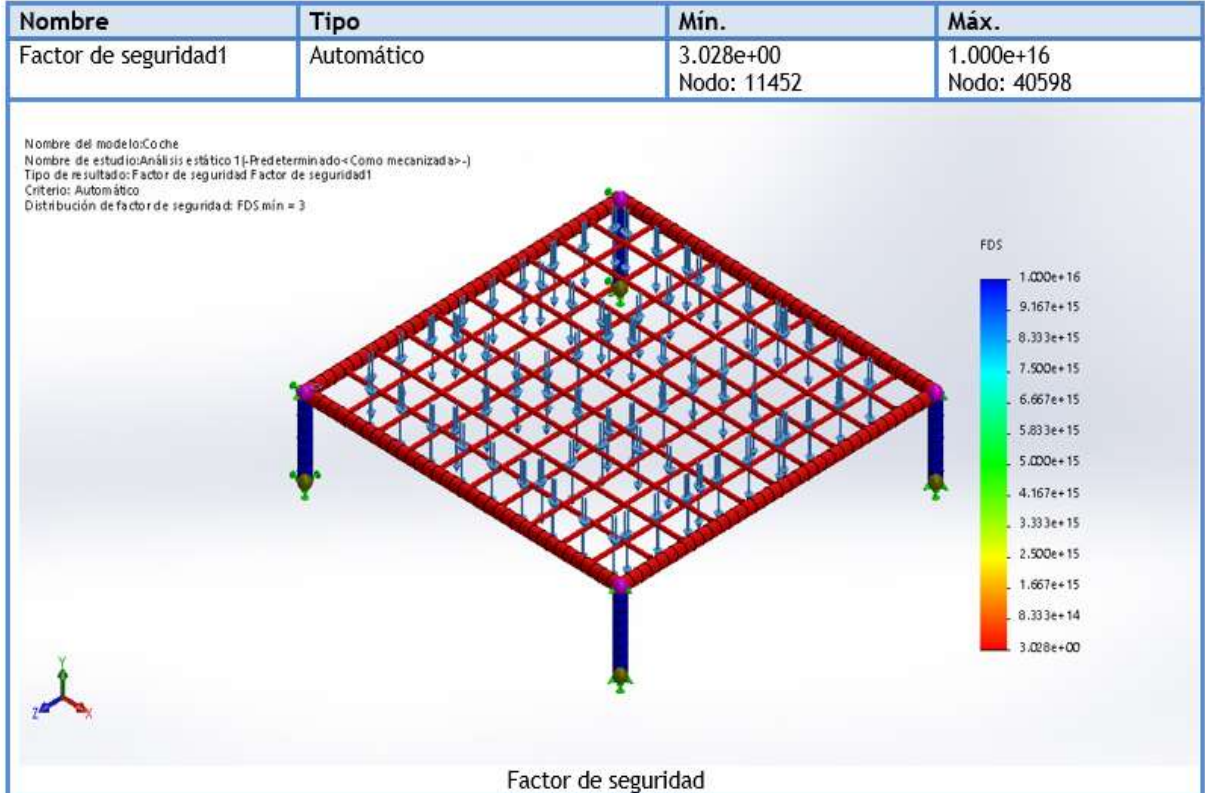 Nombre Tipo Mín. Máx.
Factor de seguridad1 Automático 3.028e+00 1.000e+16
Nodo: 11452 Nodo: 40598
Nombre del modelo:Coche
Nombre de estudio:Análisis estático 1(-Predeterminado<Como mecanizada>-)
Tipo de resultado: Factor de seguridad Factor de seguridad1
Criterio: Automático
Distribución de factor de seguridad: FDS mín = 3
FDS
1.000e+16
9.167e+15
8.333e+15
7.500e+15
6.667e+15
5.833e+15
5.000e+15
4.167e+15
3.333e+15
2.500e+15
1.667e+15
8.333e+14
3.028e+00
Y
Z X
Factor de seguridad